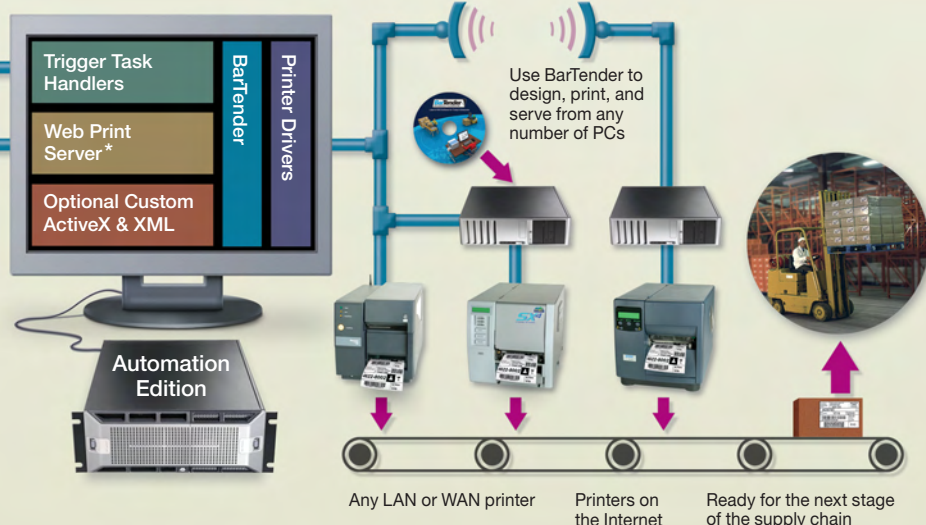 Trigger Task
Handlers
Web Print
Server*
Optional Custom
ActiveX & XML
BarTender
Printer Drivers
Use BarTender to
design, print, and
serve from any
number of PCs
BarTender
Automation
Edition
Any LAN or WAN printer
Printers on
the Internet
Ready for the next stage
of the supply chain